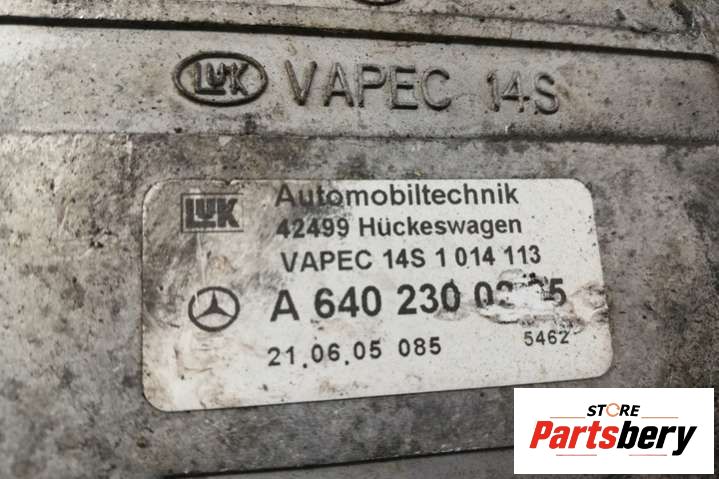 LUK VAPEC 14S
LUK Automobiltechnik
42499 Hückeswagen
VAPEC 14S 1 014 113
A 640 230
21.06.05 085 5462
STORE
Partsbery